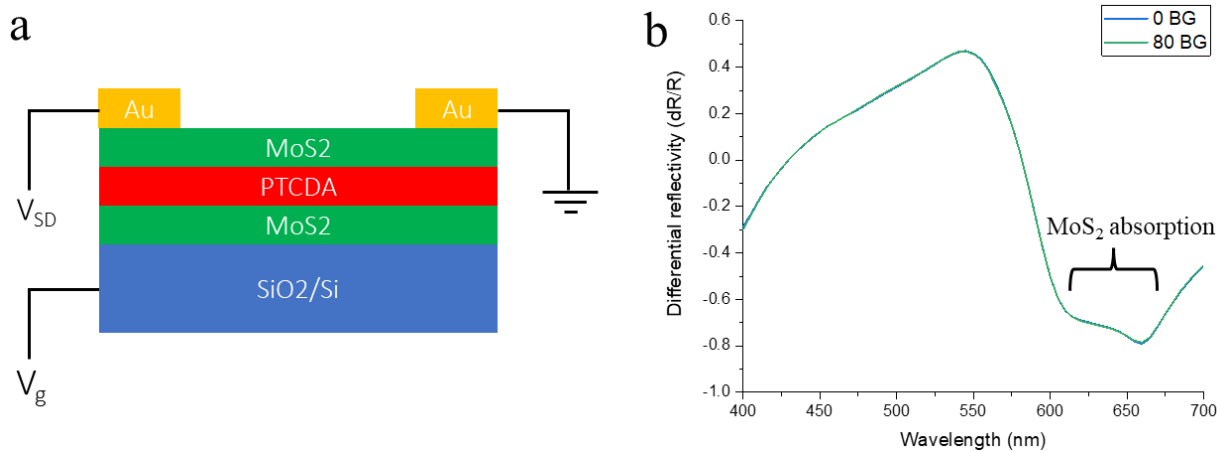 a
Au
Au
MoS2
PTCDA
MoS2
SiO2/Si
V_SD
V_g
b
0 BG
80 BG
Differential reflectivity (dR/R)
0.6
0.4
0.2
0.0
-0.2
-0.4
-0.6
-0.8
-1.0
MoS₂ absorption
400
450
500
550
600
650
700
Wavelength (nm)